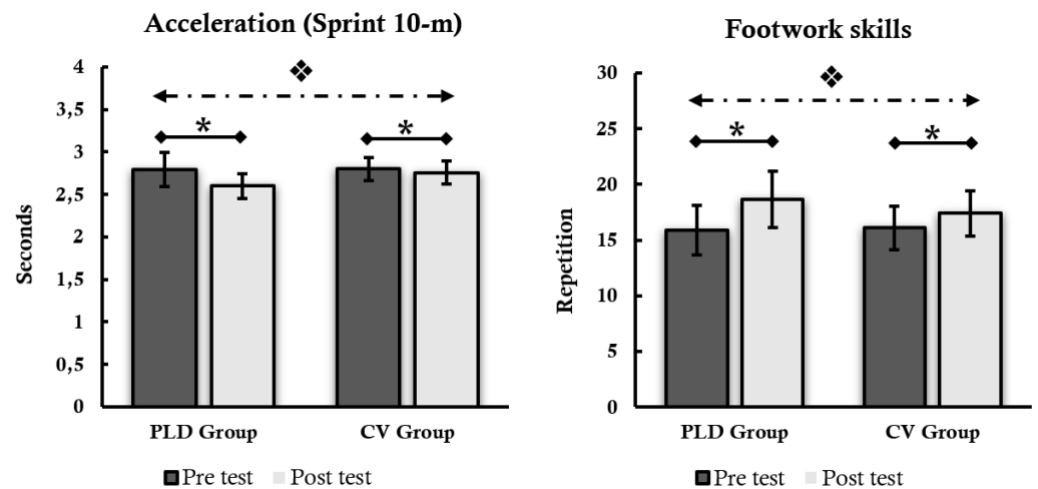 Acceleration (Sprint 10-m)
4
3,5
3
2,5
2
1,5
1
0,5
0
Seconds
❖
*
*
PLD Group
CV Group
Pre test
Post test
Footwork skills
30
25
20
15
10
5
0
Repetition
❖
*
*
PLD Group
CV Group
Pre test
Post test